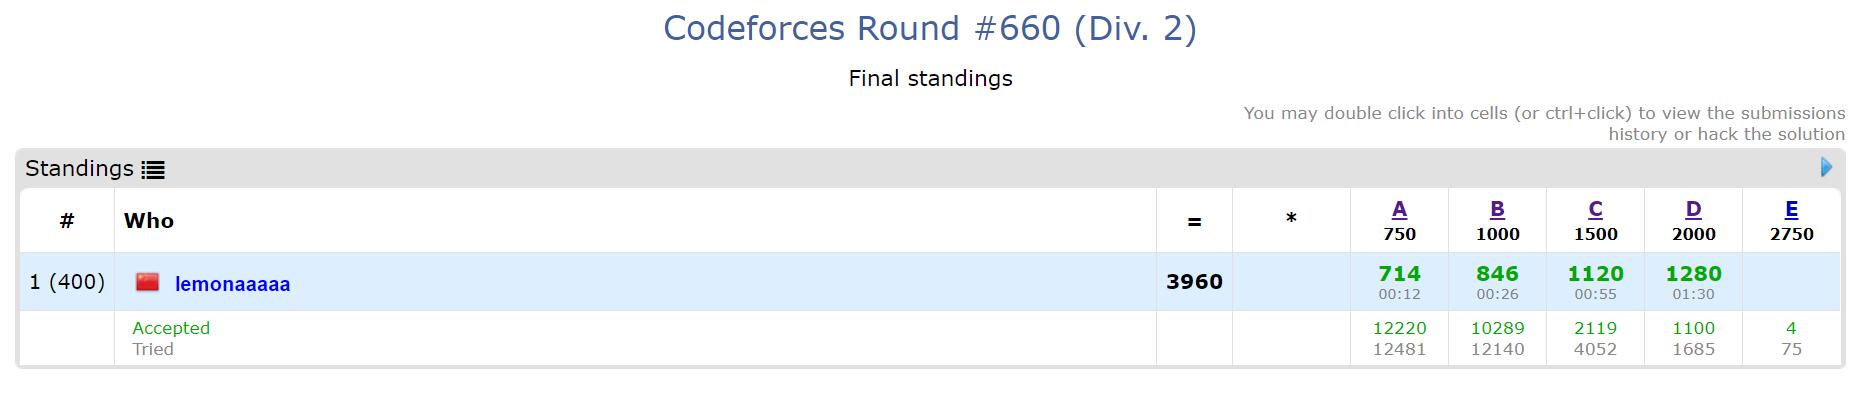 Codeforces Round #660 (Div. 2)
Final standings
You may double click into cells (or ctrl+click) to view the submissions
history or hack the solution
Standings
# Who = * A B C D E
750 1000 1500 2000 2750
1 (400) lemonaaaaa 3960 714 846 1120 1280
00:12 00:26 00:55 01:30
Accepted 12220 10289 2119 1100 4
Tried 12481 12140 4052 1685 75